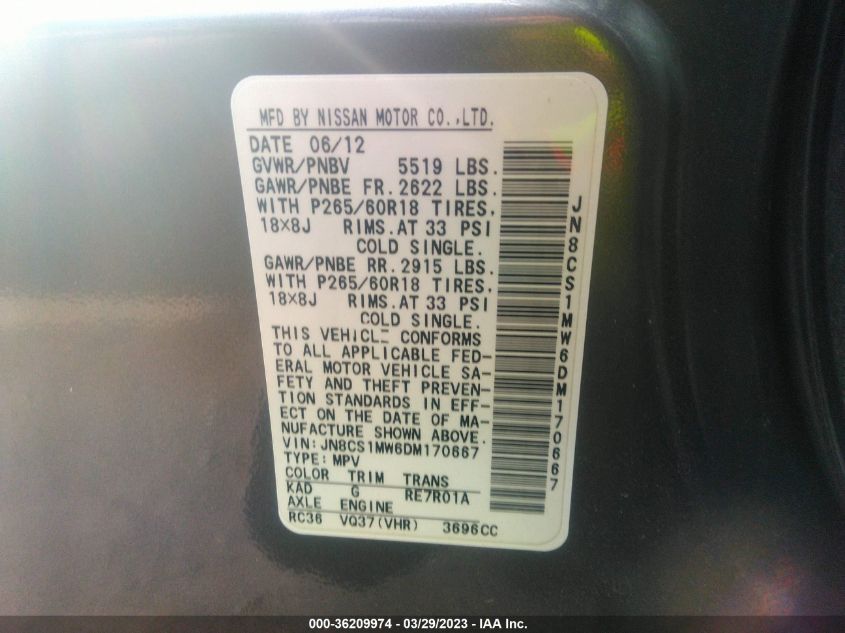 MFD BY NISSAN MOTOR CO.,LTD.
DATE 06/12
GVWR/PNBV 5519 LBS.
GAWR/PNBE FR.2622 LBS.
WITH P265/60R18 TIRES,
18×8J RIMS.AT 33 PSI
COLD SINGLE.
GAWR/PNBE RR.2915 LBS.
WITH P265/60R18 TIRES,
18×8J RIMS.AT 33 PSI
COLD SINGLE.
THIS VEHICLE CONFORMS
TO ALL APPLICABLE FED-
ERAL MOTOR VEHICLE SA-
FETY AND THEFT PREVEN-
TION STANDARDS IN EFF-
ECT ON THE DATE OF MA-
NUFACTURE SHOWN ABOVE.
VIN:JN8CS1MW6DM170667
TYPE:MPV
COLOR TRIM TRANS
KAD G RE7R01A
AXLE ENGINE
RC36 VQ37(VHR) 3696CC
JN8CS1MW6DM170667
000-36209974 — 03/29/2023 — IAA Inc.